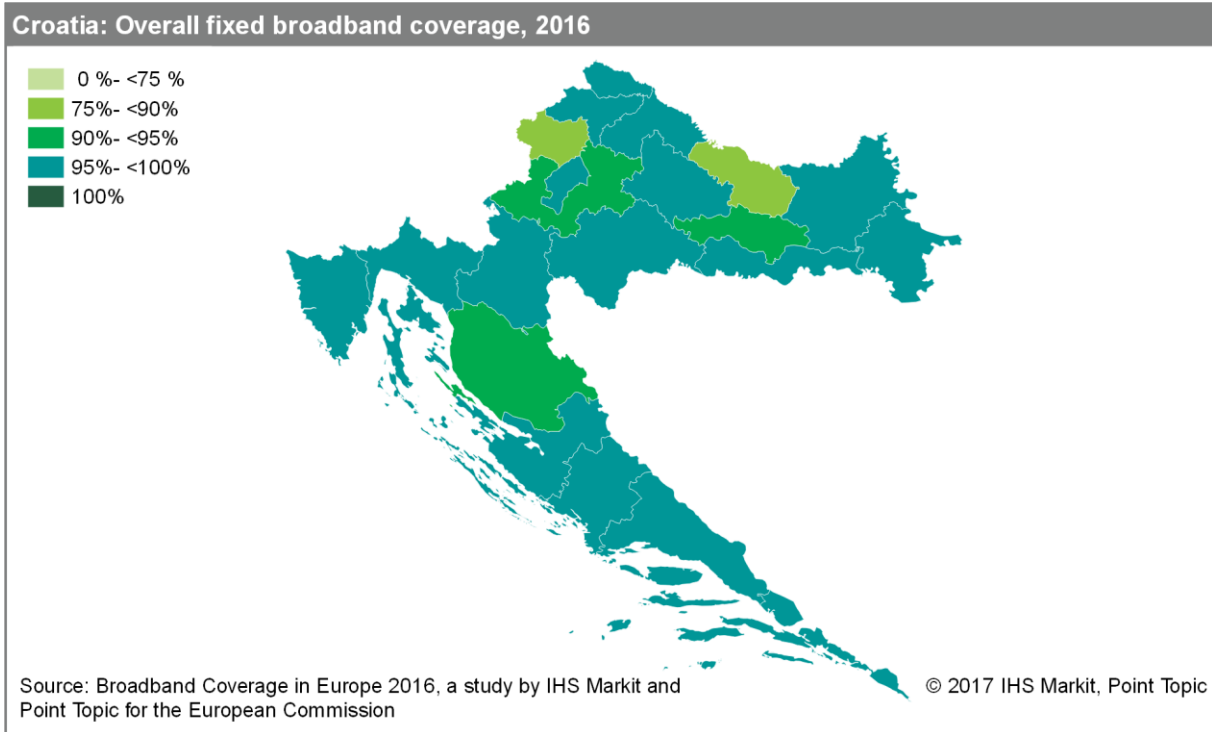 Croatia: Overall fixed broadband coverage, 2016
0 %- <75 %
75%- <90%
90%- <95%
95%- <100%
100%
Source: Broadband Coverage in Europe 2016, a study by IHS Markit and
Point Topic for the European Commission
© 2017 IHS Markit, Point Topic